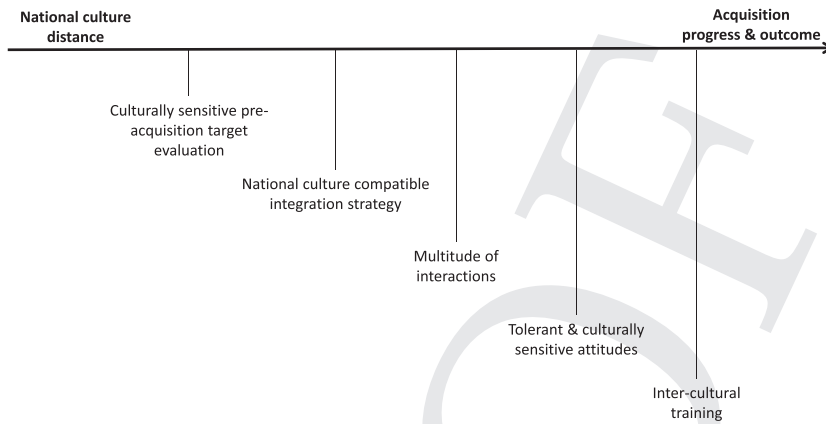 National culture
distance
Acquisition
progress & outcome
Culturally sensitive pre-
acquisition target
evaluation
National culture compatible
integration strategy
Multitude of
interactions
Tolerant & culturally
sensitive attitudes
Inter-cultural
training
OF